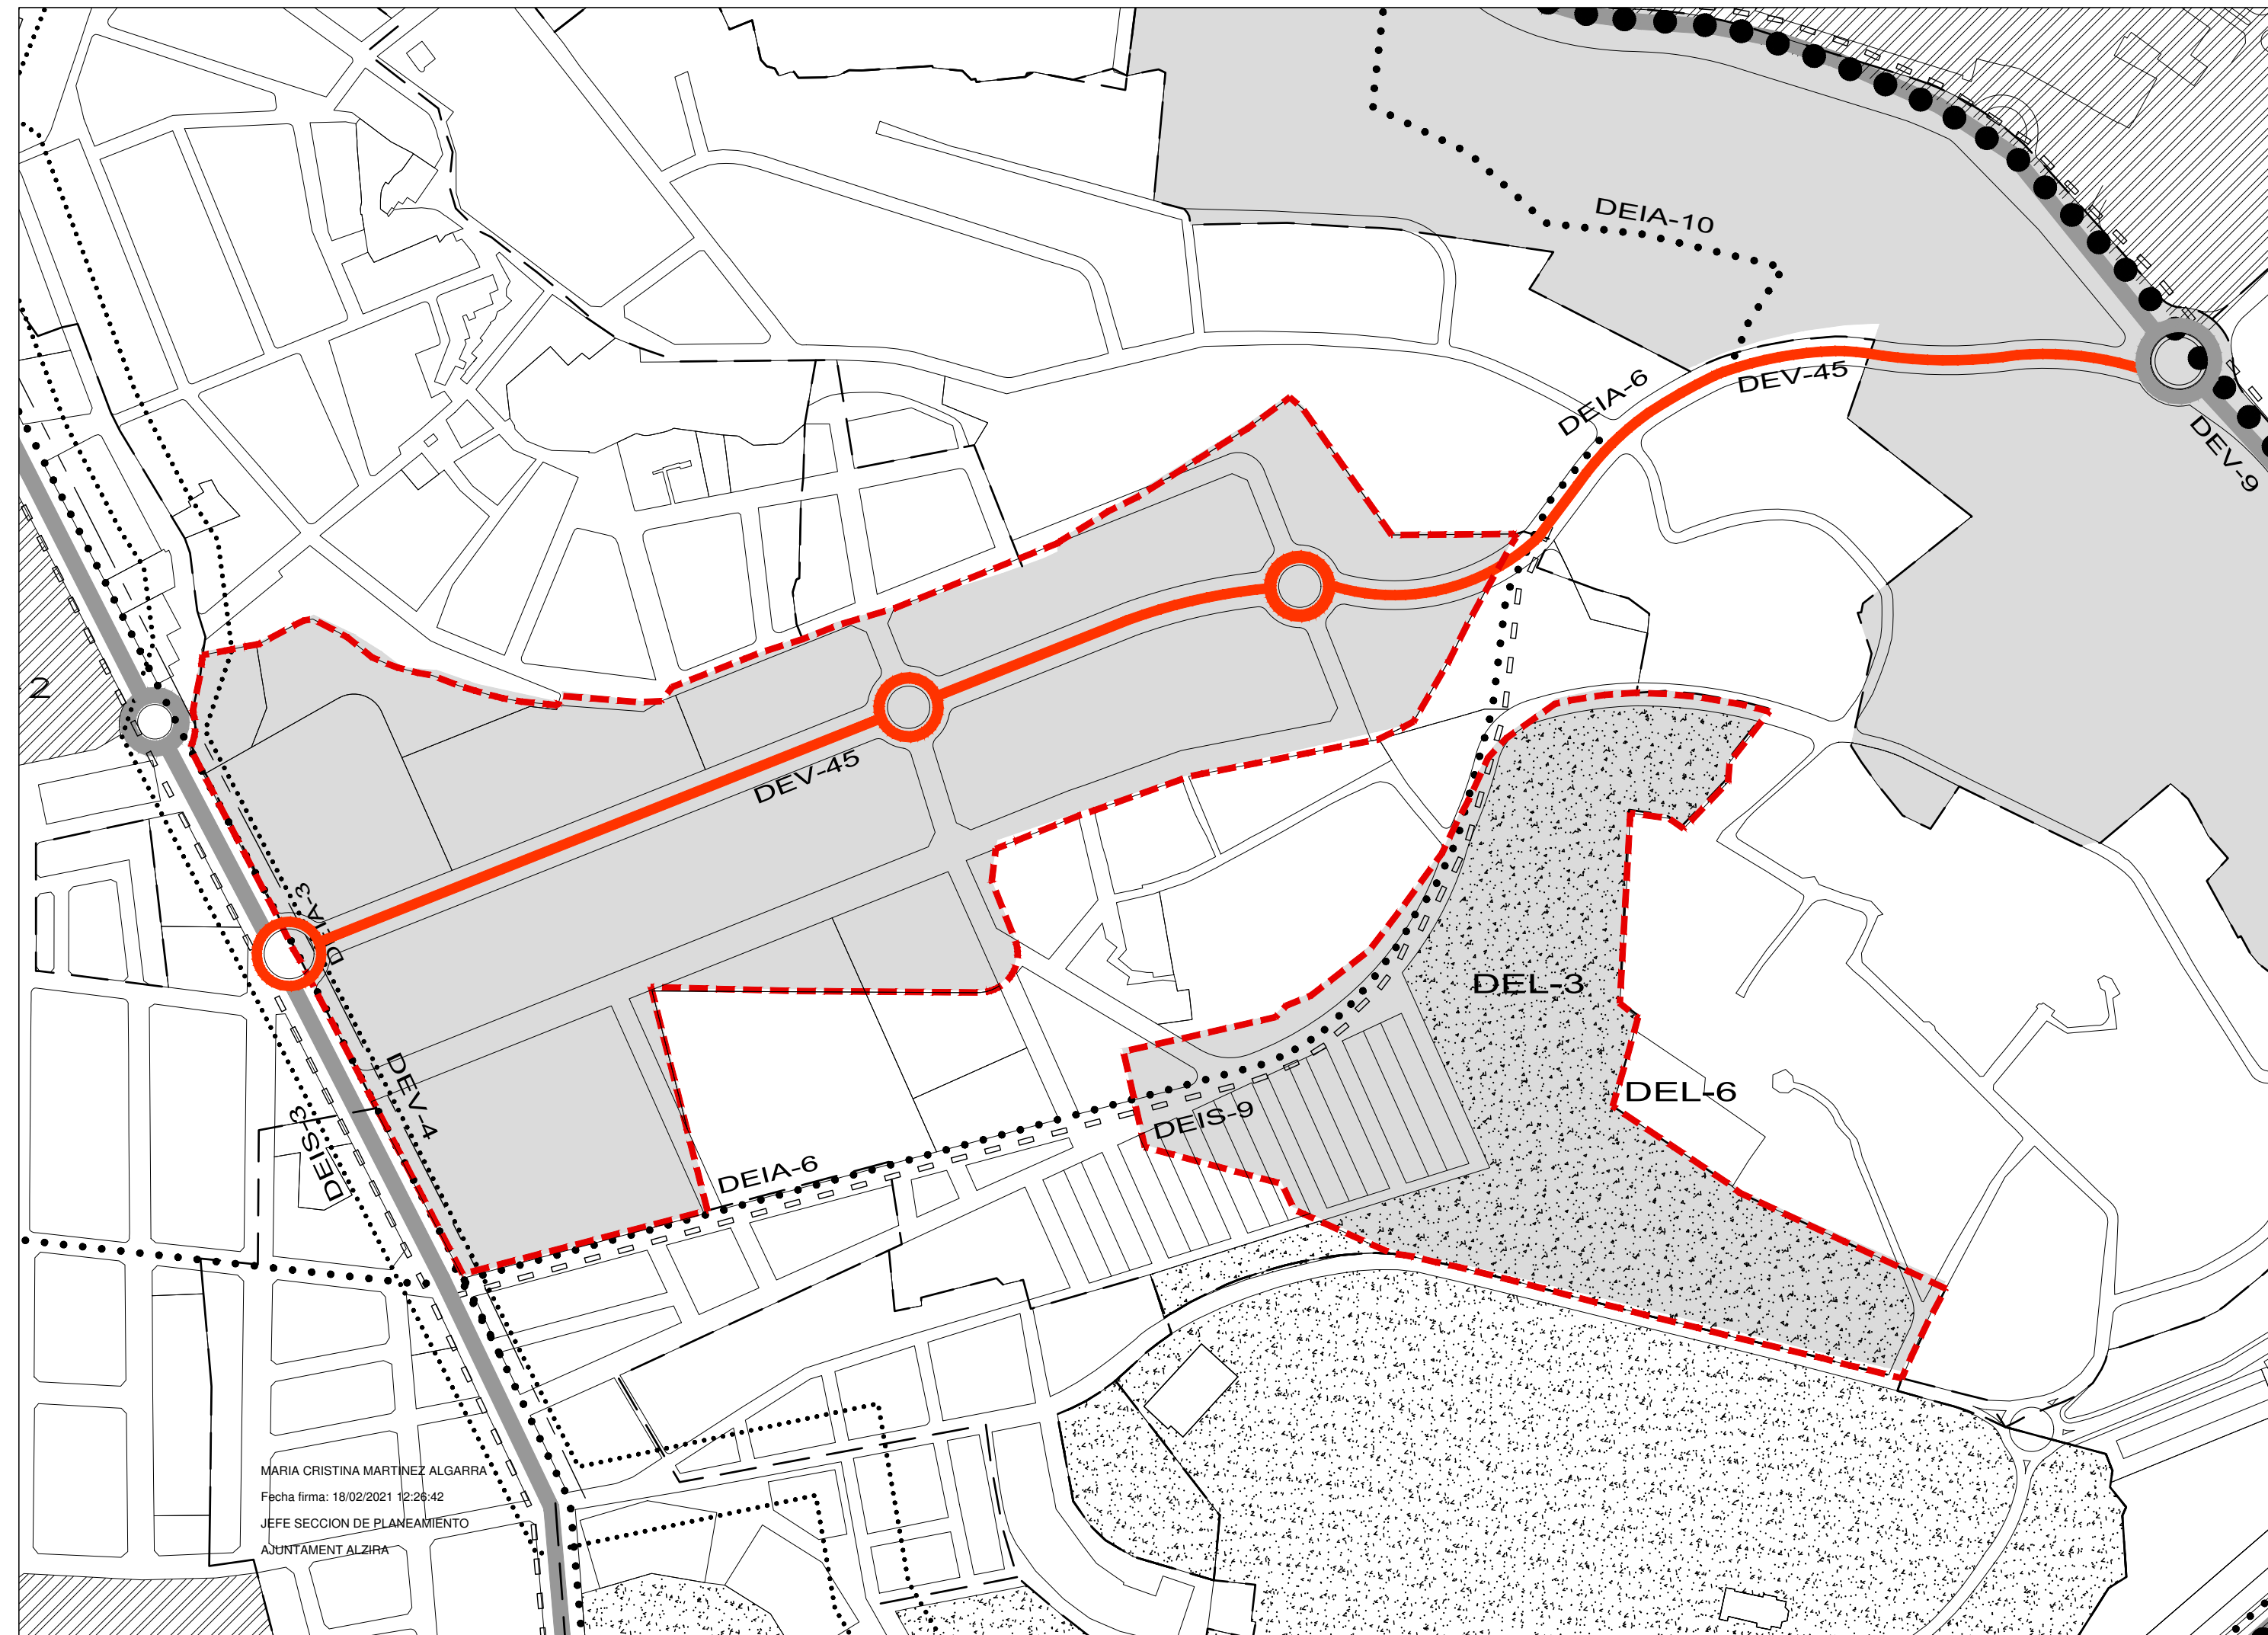 DEIA-10
DEIA-6
DEV-45
DEV-9
2
DEV-45
DEIA-3
DEL-3
DEV-4
DEL-6
DEIS-9
DEIS-3
DEIA-6
MARIA CRISTINA MARTINEZ ALGARRA
Fecha firma: 18/02/2021 12:26:42
JEFE SECCION DE PLANEAMIENTO
AJUNTAMENT ALZIRA